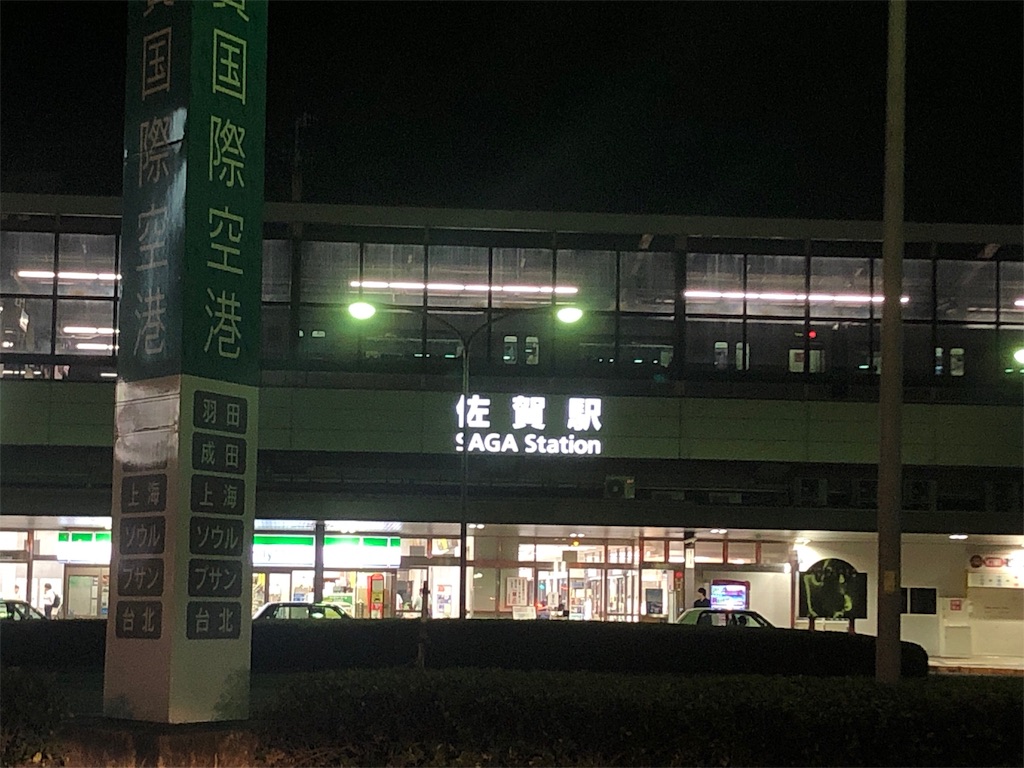 賀国際空港
国際空港
羽田
成田
上海
ソウル
プサン
台北
上海
ソウル
プサン
台北
佐賀駅
SAGA Station